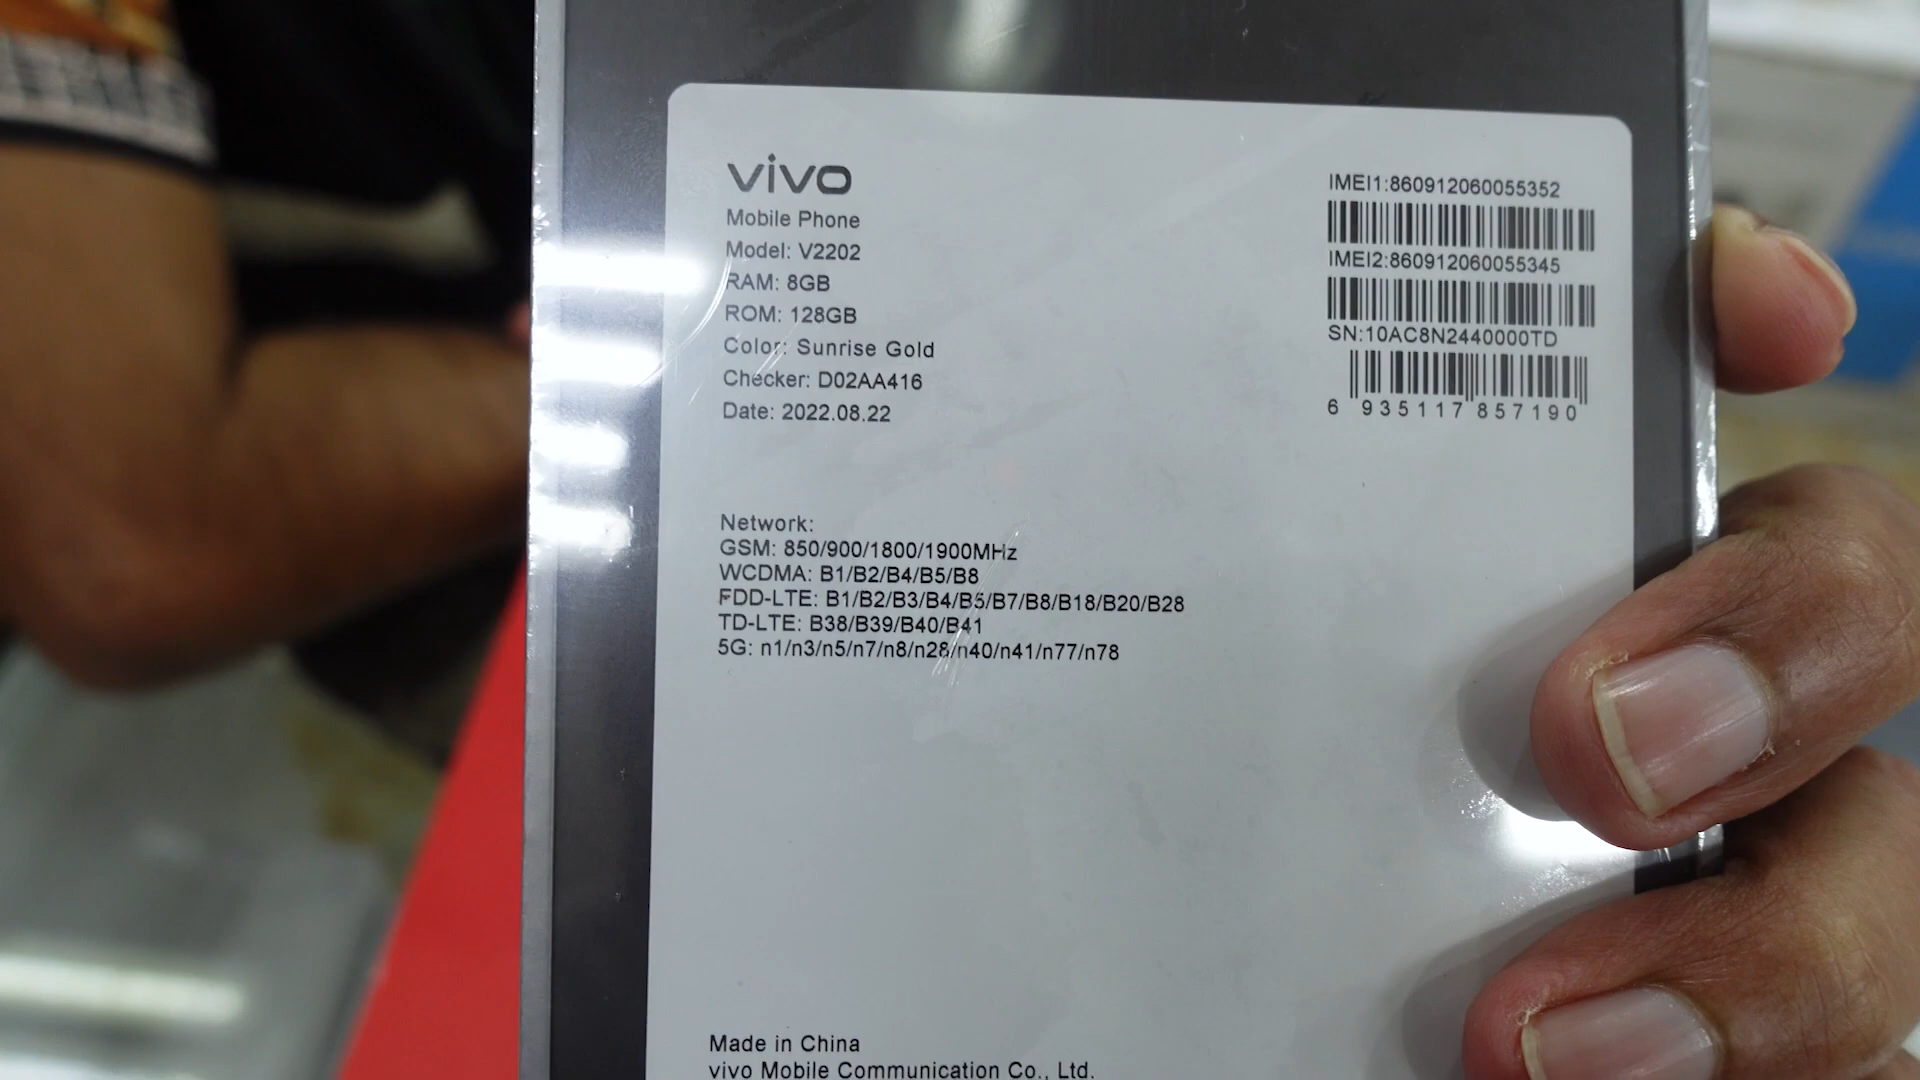 vivo
Mobile Phone
Model: V2202
RAM: 8GB
ROM: 128GB
Color: Sunrise Gold
Checker: D02AA416
Date: 2022.08.22
IMEI1:860912060055352
IMEI2:860912060055345
SN:10AC8N2440000TD
6 935117 857190
Network:
GSM: 850/900/1800/1900MHz
WCDMA: B1/B2/B4/B5/B8
FDD-LTE: B1/B2/B3/B4/B5/B7/B8/B18/B20/B28
TD-LTE: B38/B39/B40/B41
5G: n1/n3/n5/n7/n8/n28/n40/n41/n77/n78
Made in China
vivo Mobile Communication Co., Ltd.